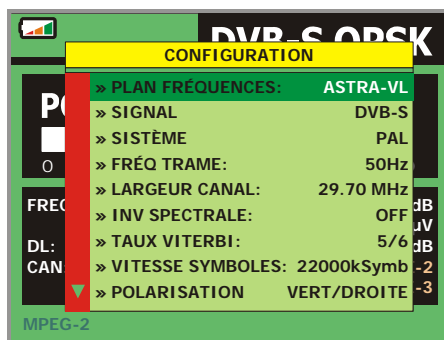 DVB-S QPSK
CONFIGURATION
» PLAN FRÉQUENCES: ASTRA-VL
» SIGNAL DVB-S
» SISTÈME PAL
» FRÉQ TRAME: 50Hz
» LARGEUR CANAL: 29.70 MHz
» INV SPECTRALE: OFF
» TAUX VITERBI: 5/6
» VITESSE SYMBOLES: 22000kSymb
» POLARISATION VERT/DROITE
0
dB
DL: dB
CAN -2
-3
MPEG-2